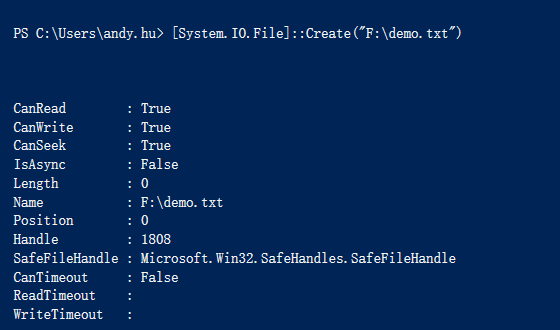 PS C:\Users\andy.hu> [System.IO.File]::Create("F:\demo.txt")
CanRead : True
CanWrite : True
CanSeek : True
IsAsync : False
Length : 0
Name : F:\demo.txt
Position : 0
Handle : 1808
SafeFileHandle : Microsoft.Win32.SafeHandles.SafeFileHandle
CanTimeout : False
ReadTimeout :
WriteTimeout :